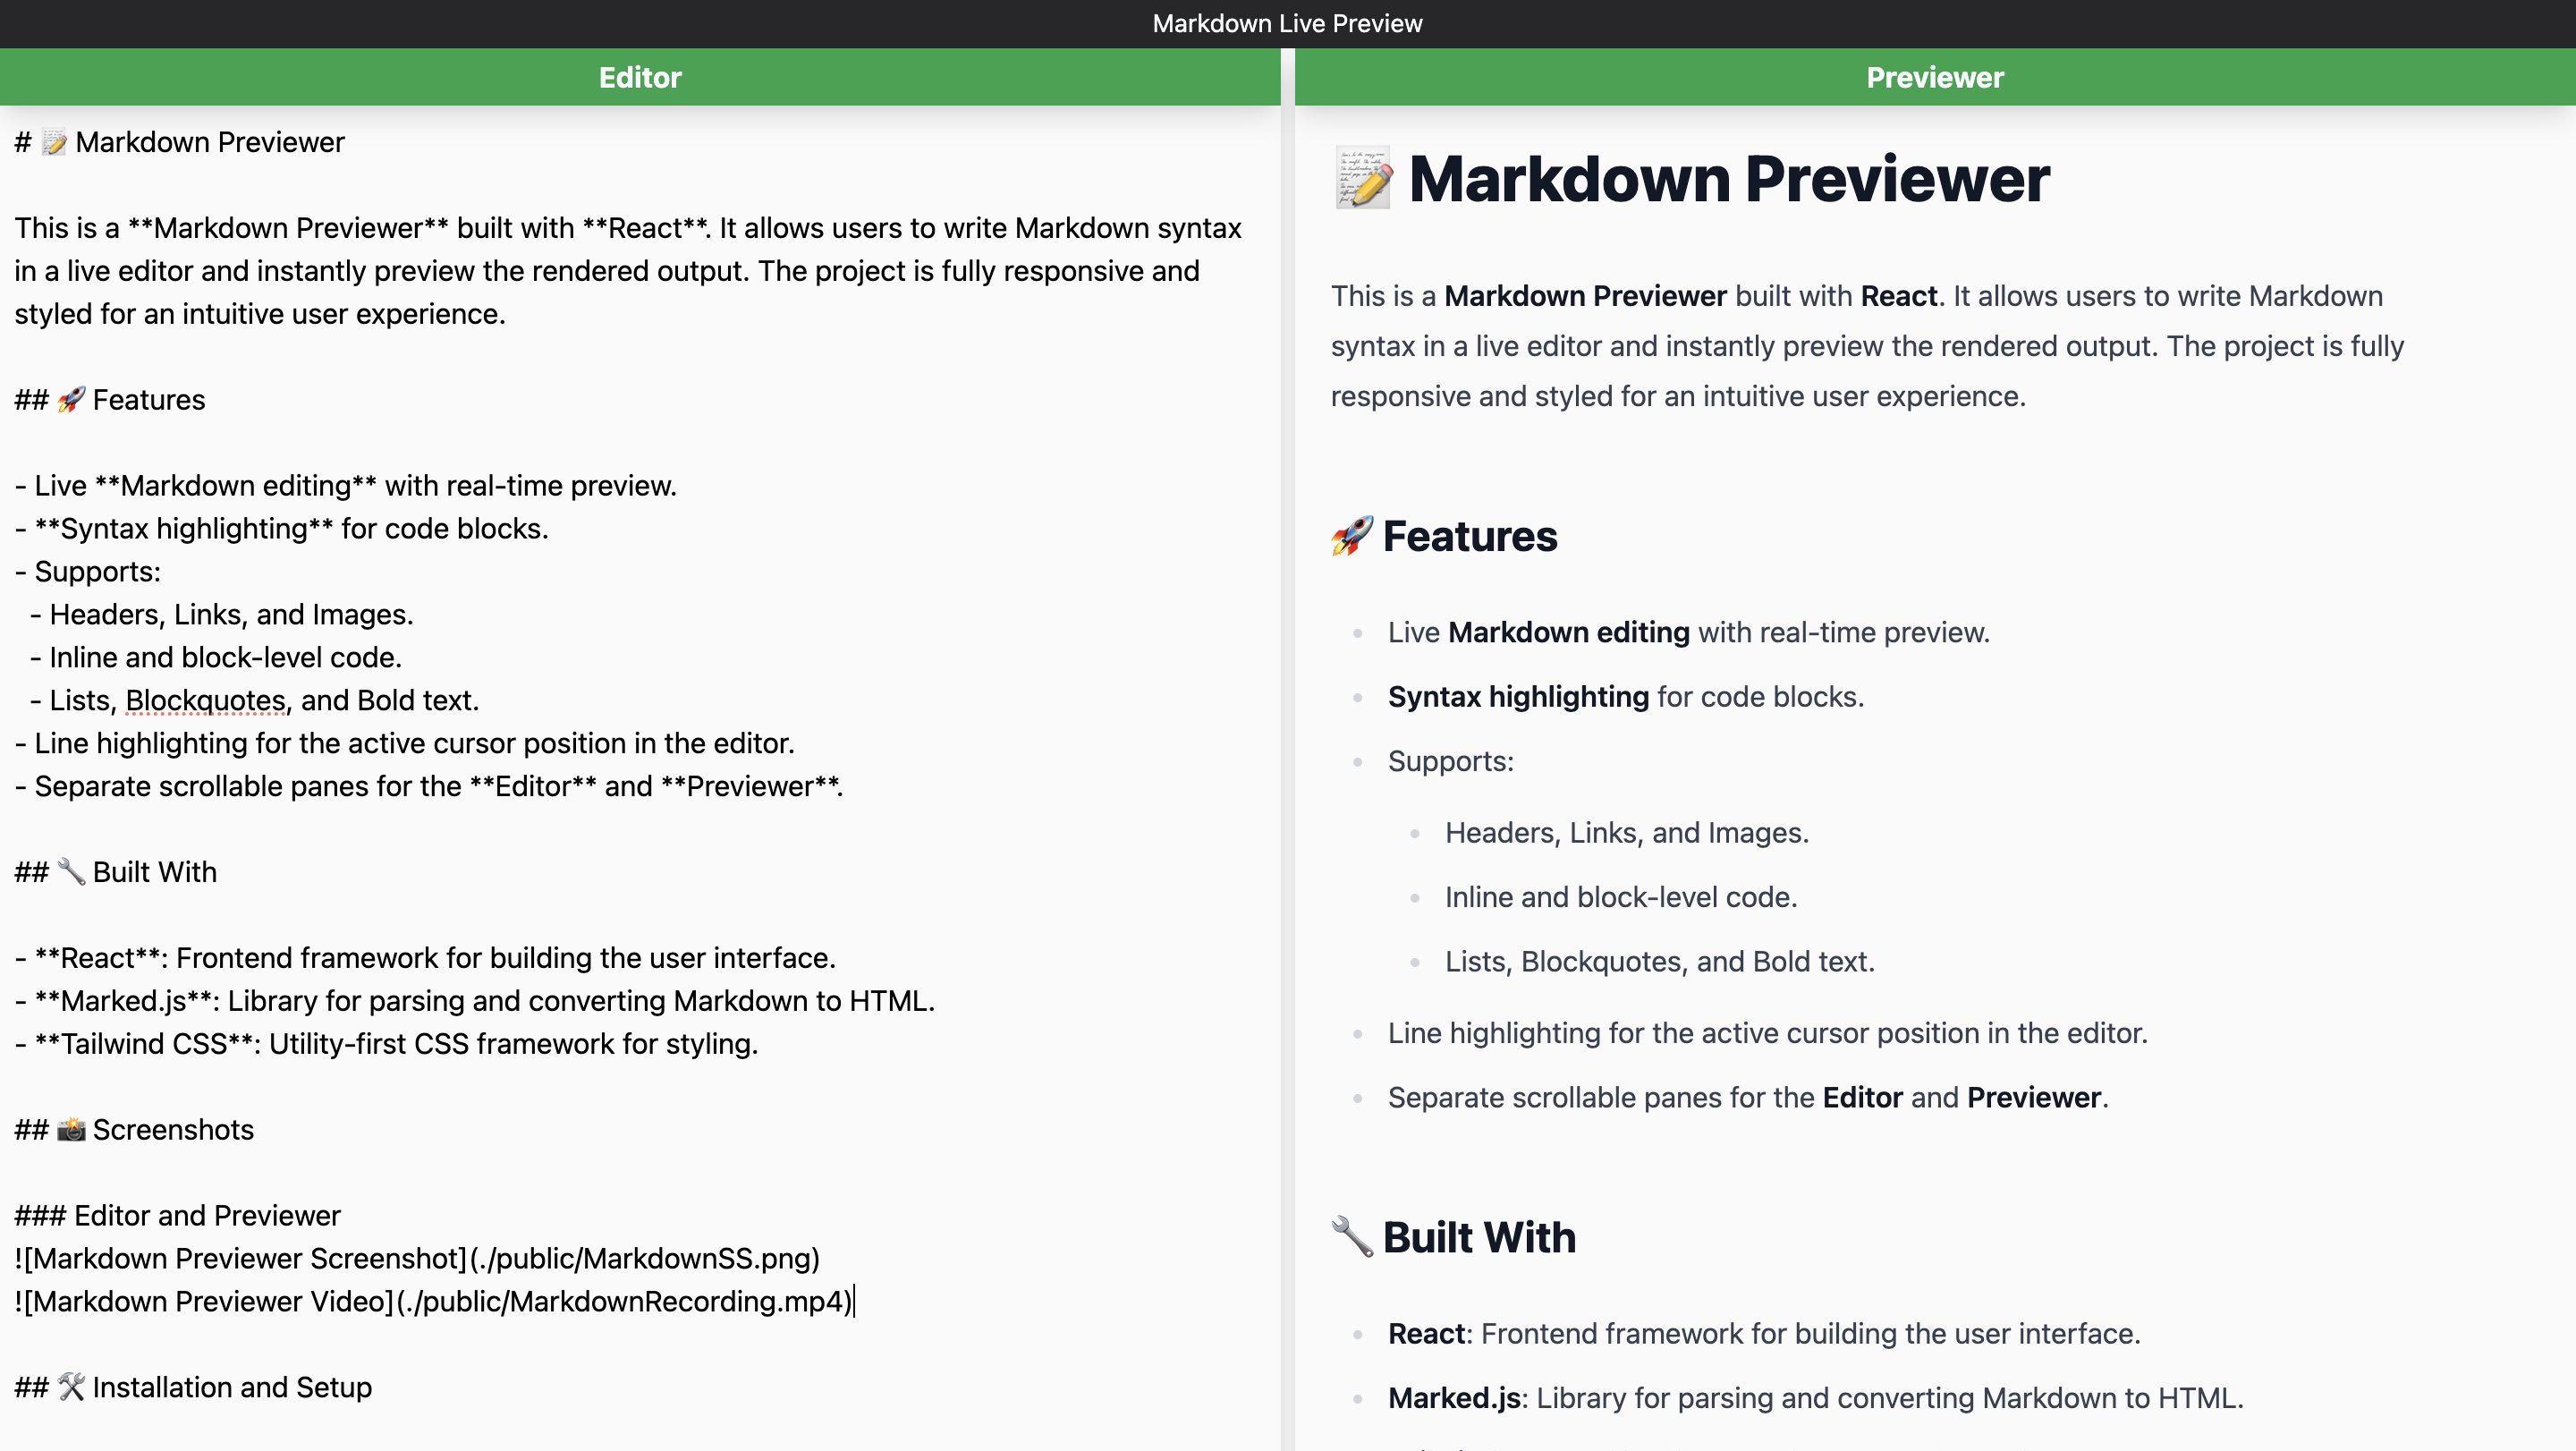 Markdown Live Preview
Editor
# 📝 Markdown Previewer
This is a **Markdown Previewer** built with **React**. It allows users to write Markdown syntax
in a live editor and instantly preview the rendered output. The project is fully responsive and
styled for an intuitive user experience.
## 🚀 Features
- Live **Markdown editing** with real-time preview.
- **Syntax highlighting** for code blocks.
- Supports:
  - Headers, Links, and Images.
  - Inline and block-level code.
  - Lists, Blockquotes, and Bold text.
- Line highlighting for the active cursor position in the editor.
- Separate scrollable panes for the **Editor** and **Previewer**.
## 🔧 Built With
- **React**: Frontend framework for building the user interface.
- **Marked.js**: Library for parsing and converting Markdown to HTML.
- **Tailwind CSS**: Utility-first CSS framework for styling.
## 📸 Screenshots
### Editor and Previewer
![Markdown Previewer Screenshot](./public/MarkdownSS.png)
![Markdown Previewer Video](./public/MarkdownRecording.mp4)
## 🛠️ Installation and Setup
Previewer
📝 Markdown Previewer
This is a Markdown Previewer built with React. It allows users to write Markdown
syntax in a live editor and instantly preview the rendered output. The project is fully
responsive and styled for an intuitive user experience.
🚀 Features
• Live Markdown editing with real-time preview.
• Syntax highlighting for code blocks.
• Supports:
• Headers, Links, and Images.
• Inline and block-level code.
• Lists, Blockquotes, and Bold text.
• Line highlighting for the active cursor position in the editor.
• Separate scrollable panes for the Editor and Previewer.
🔧 Built With
• React: Frontend framework for building the user interface.
• Marked.js: Library for parsing and converting Markdown to HTML.